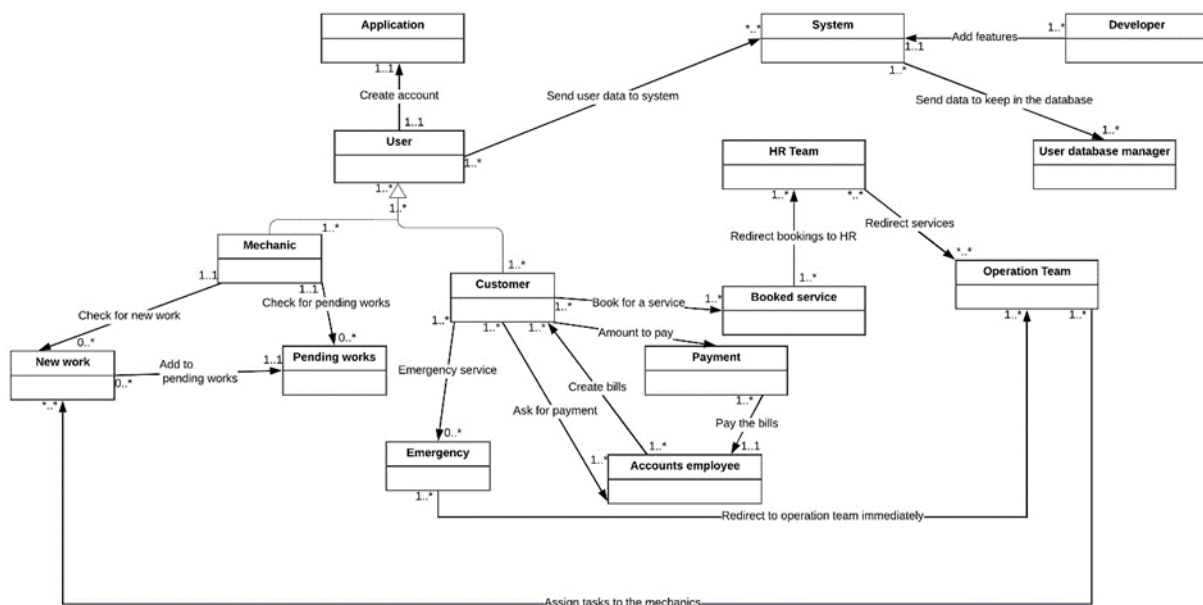 Application
System
Developer
*..*
1..*
Add features
1..1
1..1
1..*
Create account
Send user data to system
Send data to keep in the database
1..1
1..*
User
HR Team
User database manager
1..*
1..*
1..*
*..*
1..*
Redirect services
1..*
Mechanic
Redirect bookings to HR
*..*
1..*
Operation Team
1..1
1..1
Customer
1..*
Booked service
Check for pending works
Book for a service
1..*
1..*
1..*
1..*
1..*
Check for new work
1..*
1..*
1..*
Amount to pay
0..*
0..*
New work
Add to
pending works
1..1
Pending works
Payment
0..*
Emergency service
Create bills
*..*
1..*
Ask for payment
Pay the bills
0..*
1..*
1..1
Emergency
1..*
Accounts employee
1..*
Redirect to operation team immediately
Assign tasks to the mechanics